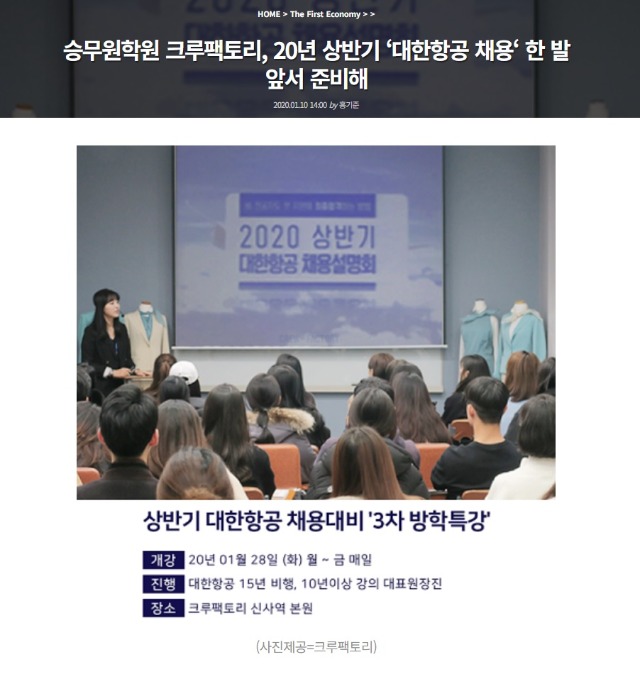 HOME > The First Economy > >
승무원학원 크루팩토리, 20년 상반기 ‘대한항공 채용‘ 한 발
앞서 준비해
2020.01.10 14:00 by 홍기준
2020 상반기
대한항공 채용설명회
상반기 대한항공 채용대비 '3차 방학특강'
개강 20년 01월 28일 (화) 월 ~ 금 매일
진행 대한항공 15년 비행, 10년이상 강의 대표원장진
장소 크루팩토리 신사역 본원
(사진제공=크루팩토리)